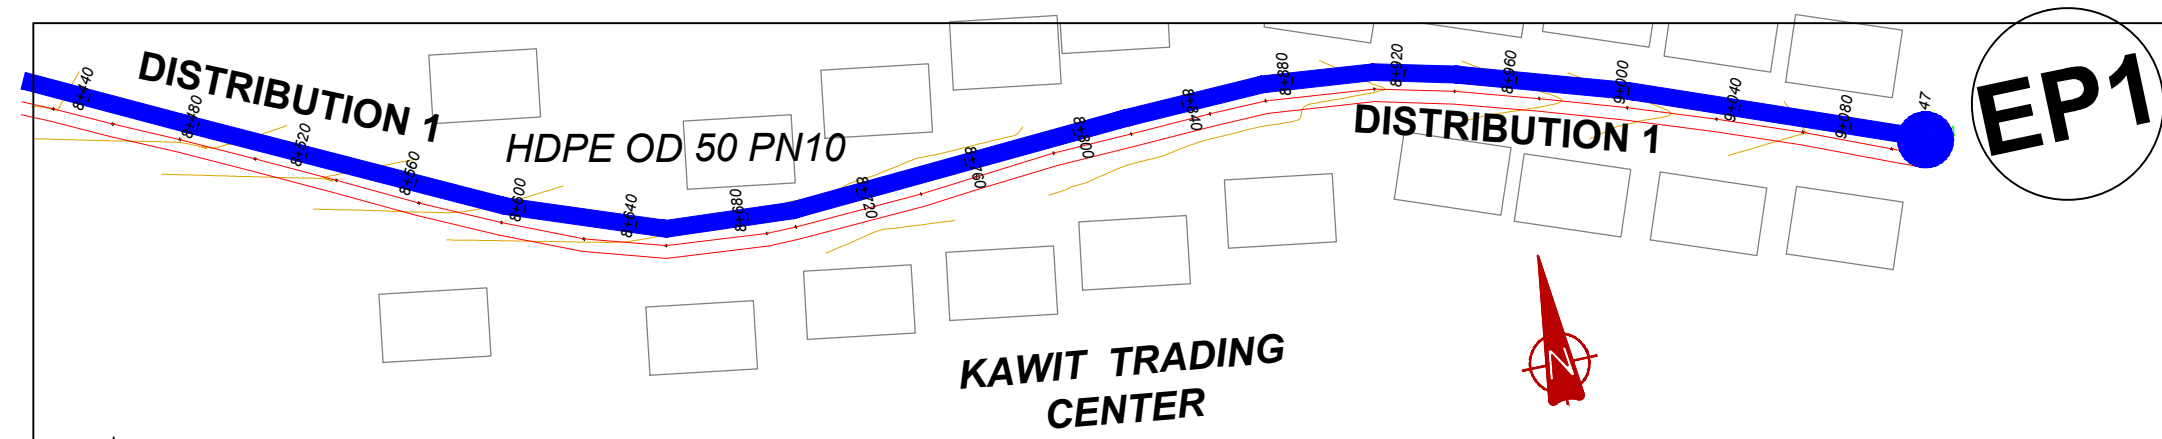 DISTRIBUTION 1
HDPE OD 50 PN10
DISTRIBUTION 1
EP1
8+440
8+480
8+520
8+560
8+600
8+640
8+680
8+720
8+760
8+800
8+840
8+880
8+920
8+960
9+000
9+040
9+080
47
KAWIT TRADING
CENTER
N